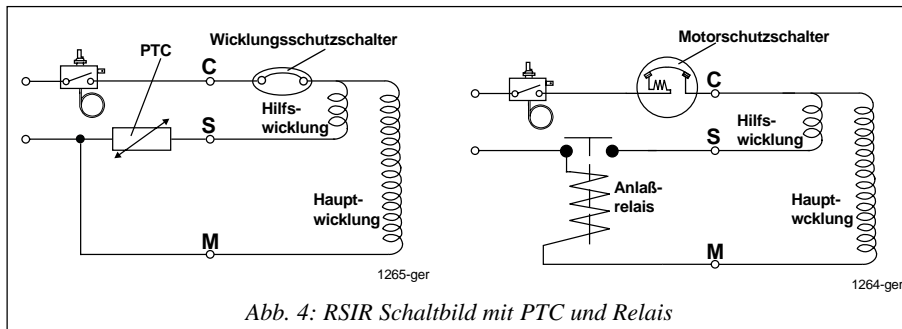 Wicklungsschutzschalter
PTC
C
Hilfs-
wicklung
S
Haupt-
wicklung
M
1265-ger
Motorschutzschalter
C
Hilfs-
wicklung
S
Anlaß-
relais
Haupt-
wcklung
M
1264-ger
Abb. 4: RSIR Schaltbild mit PTC und Relais